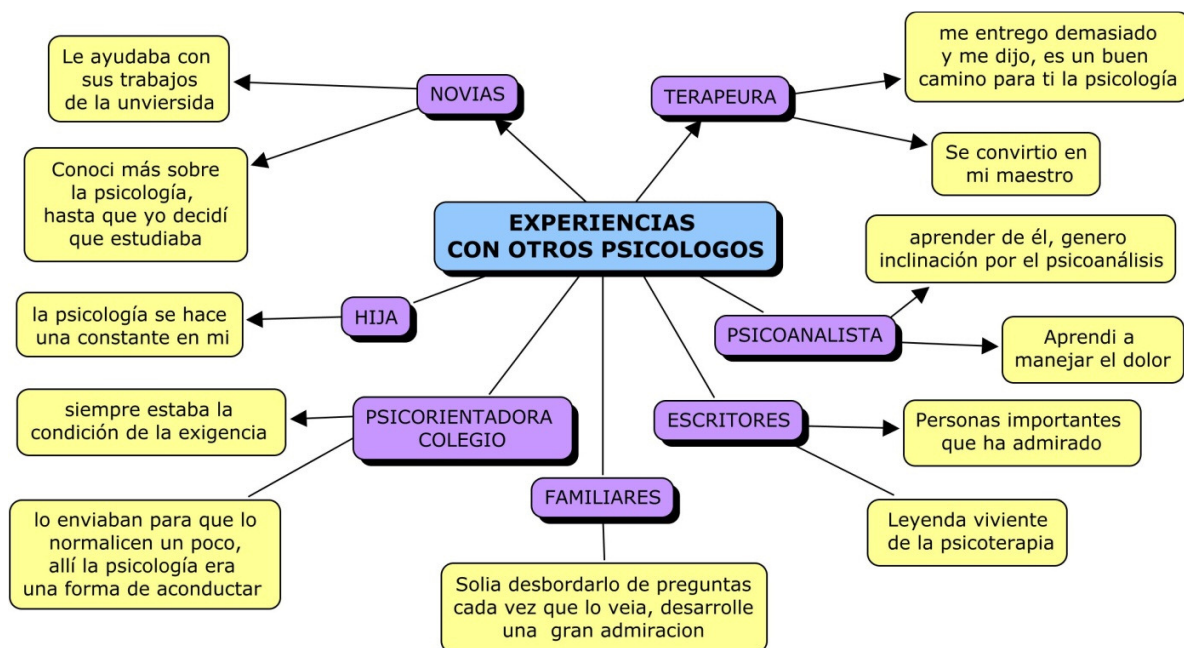 EXPERIENCIAS
CON OTROS PSICOLOGOS
NOVIAS
Le ayudaba con
sus trabajos
de la unviersida
Conoci más sobre
la psicología,
hasta que yo decidí
que estudiaba
TERAPEURA
me entrego demasiado
y me dijo, es un buen
camino para ti la psicología
Se convirtio en
mi maestro
HIJA
la psicología se hace
una constante en mi
PSICOANALISTA
aprender de él, genero
inclinación por el psicoanálisis
Aprendi a
manejar el dolor
PSICORIENTADORA
COLEGIO
siempre estaba la
condición de la exigencia
lo enviaban para que lo
normalicen un poco,
allí la psicología era
una forma de aconductar
ESCRITORES
Personas importantes
que ha admirado
Leyenda viviente
de la psicoterapia
FAMILIARES
Solia desbordarlo de preguntas
cada vez que lo veia, desarrolle
una gran admiracion